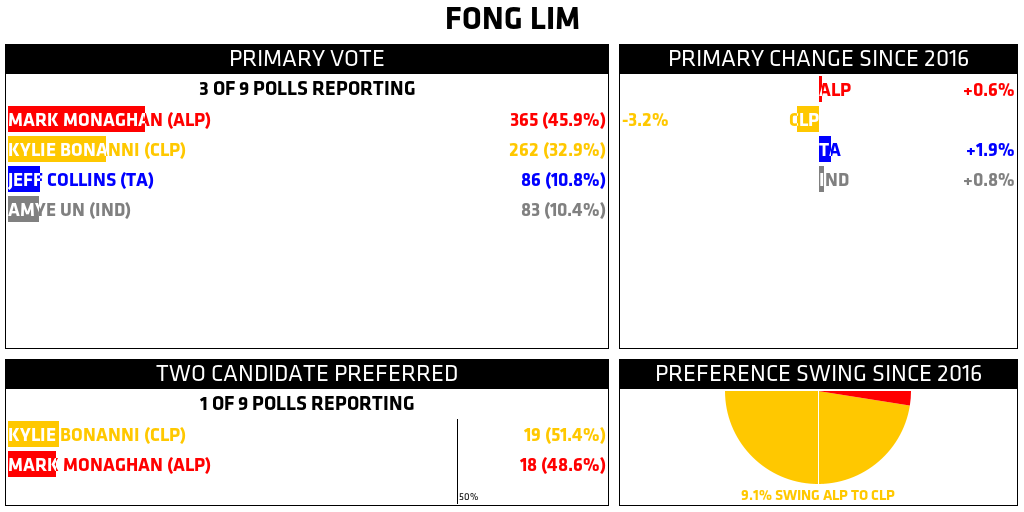 FONG LIM
PRIMARY VOTE
3 OF 9 POLLS REPORTING
MARK MONAGHAN (ALP) 365 (45.9%)
KYLIE BONANNI (CLP) 262 (32.9%)
JEFF COLLINS (TA) 86 (10.8%)
AMYE UN (IND) 83 (10.4%)
PRIMARY CHANGE SINCE 2016
ALP +0.6%
-3.2% CLP
TA +1.9%
IND +0.8%
TWO CANDIDATE PREFERRED
1 OF 9 POLLS REPORTING
KYLIE BONANNI (CLP) 19 (51.4%)
MARK MONAGHAN (ALP) 18 (48.6%)
50%
PREFERENCE SWING SINCE 2016
9.1% SWING ALP TO CLP